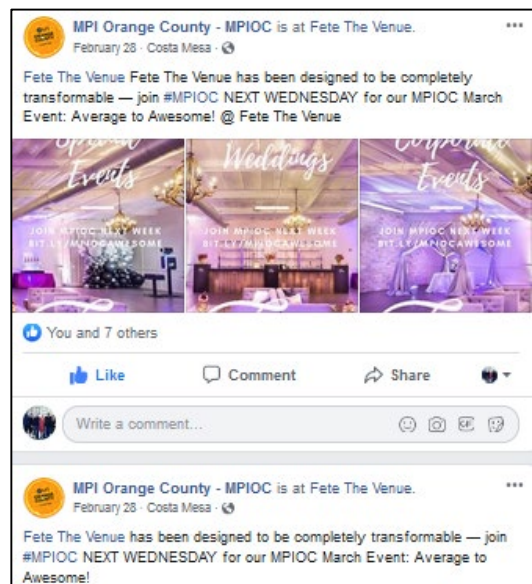 MPI Orange County - MPIOC is at Fete The Venue.
February 28 · Costa Mesa ·
Fete The Venue Fete The Venue has been designed to be completely
transformable — join #MPIOC NEXT WEDNESDAY for our MPIOC March
Event: Average to Awesome! @ Fete The Venue
Special
Events
JOIN MPIOC NEXT WEEK
BIT.LY/MPIOCAWESOME
Weddings
JOIN MPIOC NEXT WEEK
BIT.LY/MPIOCAWESOME
Corporate
Events
JOIN MPIOC NEXT WEEK
BIT.LY/MPIOCAWESOME
You and 7 others
Like Comment Share
Write a comment...
GIF
MPI Orange County - MPIOC is at Fete The Venue.
February 28 · Costa Mesa ·
Fete The Venue has been designed to be completely transformable — join
#MPIOC NEXT WEDNESDAY for our MPIOC March Event: Average to
Awesome!